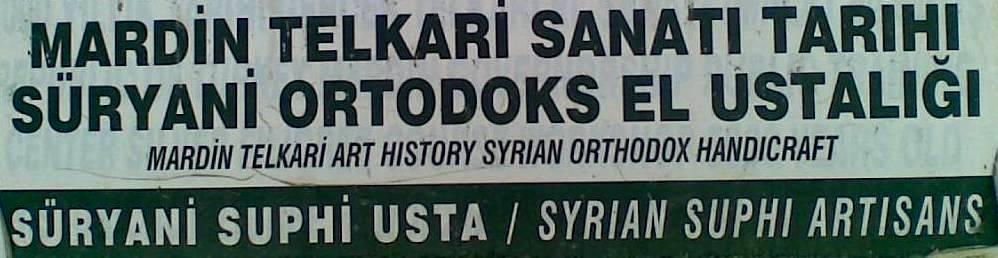 MARDİN TELKARİ SANATI TARIHI
SÜRYANİ ORTODOKS EL USTALIĞI
MARDİN TELKARİ ART HISTORY SYRIAN ORTHODOX HANDICRAFT
SÜRYANİ SUPHİ USTA / SYRIAN SUPHI ARTISANS